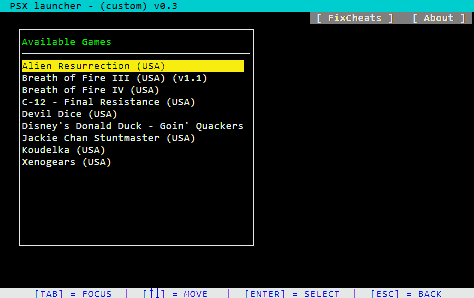 PSX launcher - (custom) v0.3
[ FixCheats ] [ About ]
Available Games
Alien Resurrection (USA)
Breath of Fire III (USA) (v1.1)
Breath of Fire IV (USA)
C-12 - Final Resistance (USA)
Devil Dice (USA)
Disney's Donald Duck - Goin' Quackers
Jackie Chan Stuntmaster (USA)
Koudelka (USA)
Xenogears (USA)
[TAB] = FOCUS | [↑↓] = MOVE | [ENTER] = SELECT | [ESC] = BACK